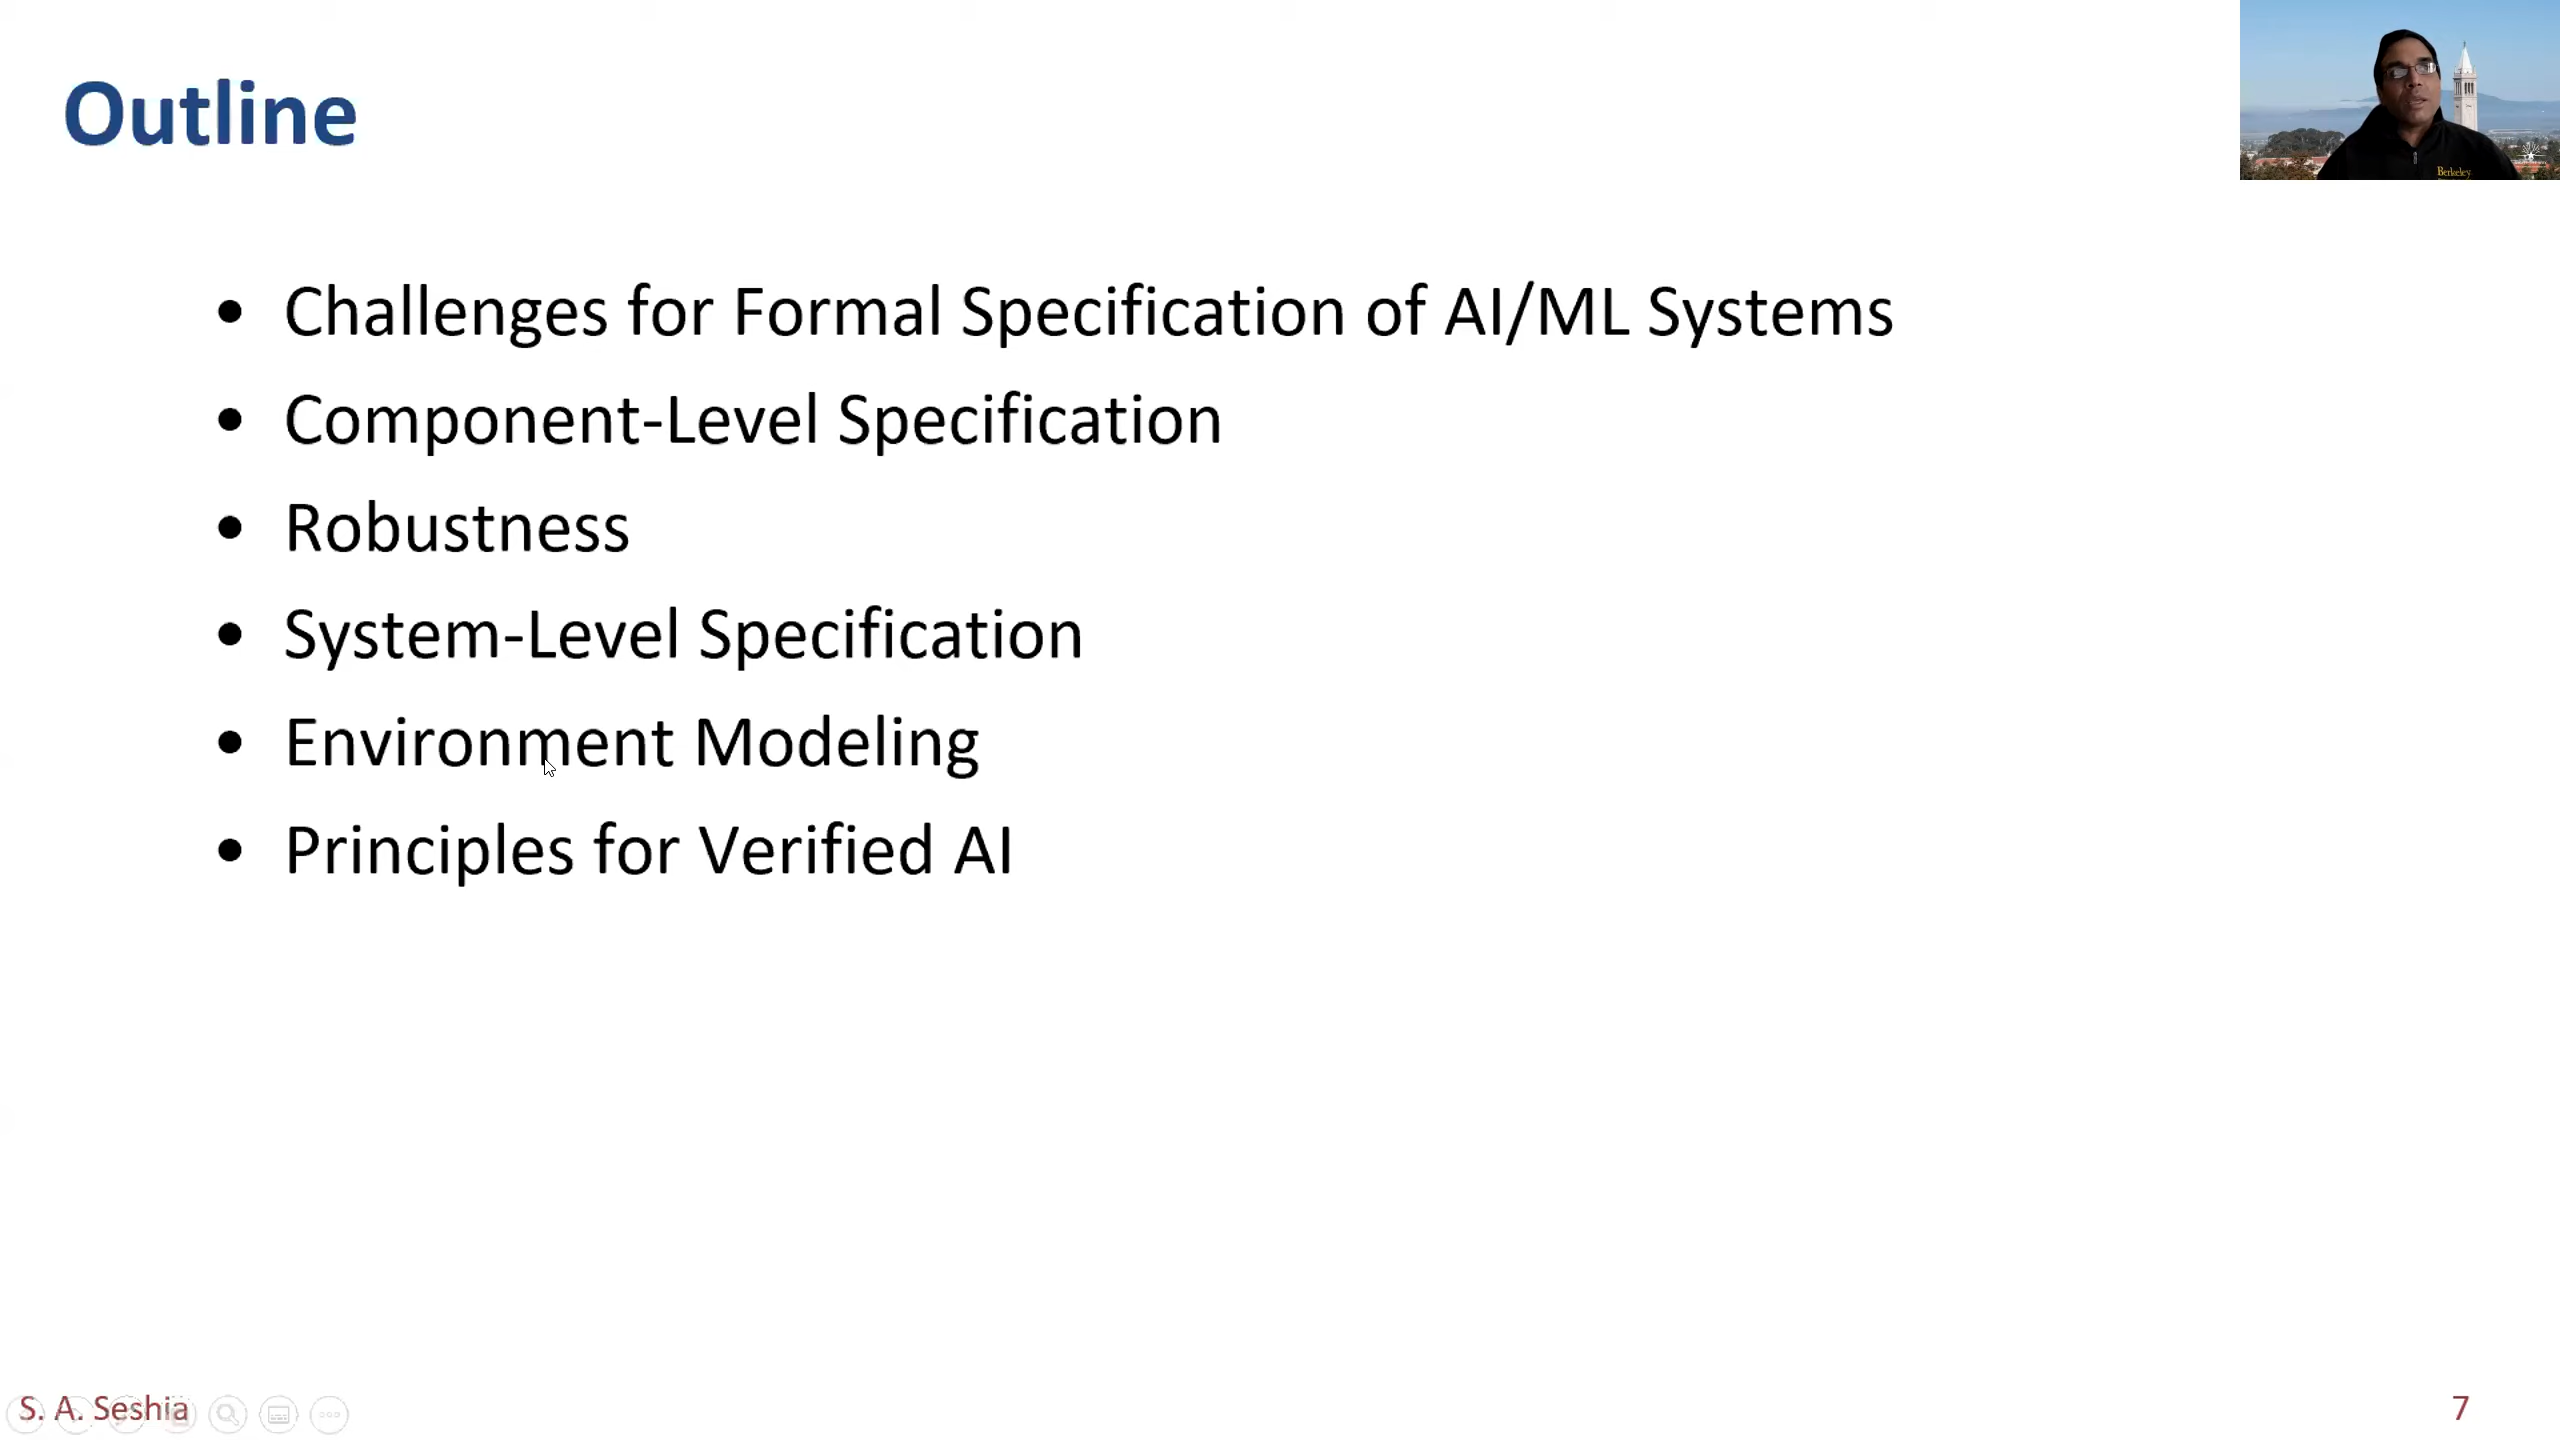 Outline
Berkeley
• Challenges for Formal Specification of AI/ML Systems
• Component-Level Specification
• Robustness
• System-Level Specification
• Environment Modeling
• Principles for Verified AI
S. A. Seshia
7